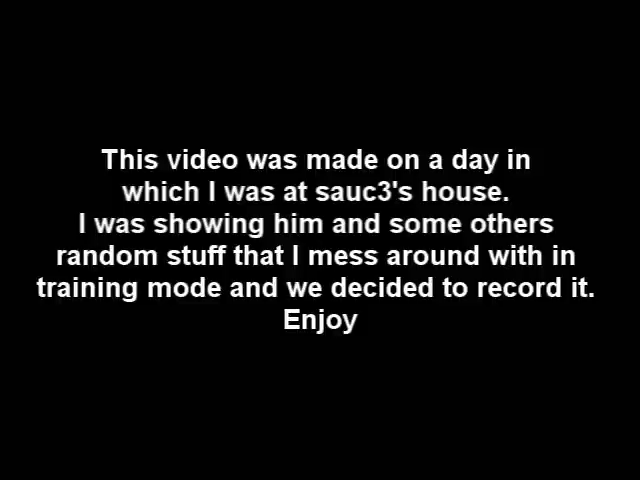 This video was made on a day in
which I was at sauc3's house.
I was showing him and some others
random stuff that I mess around with in
training mode and we decided to record it.
Enjoy